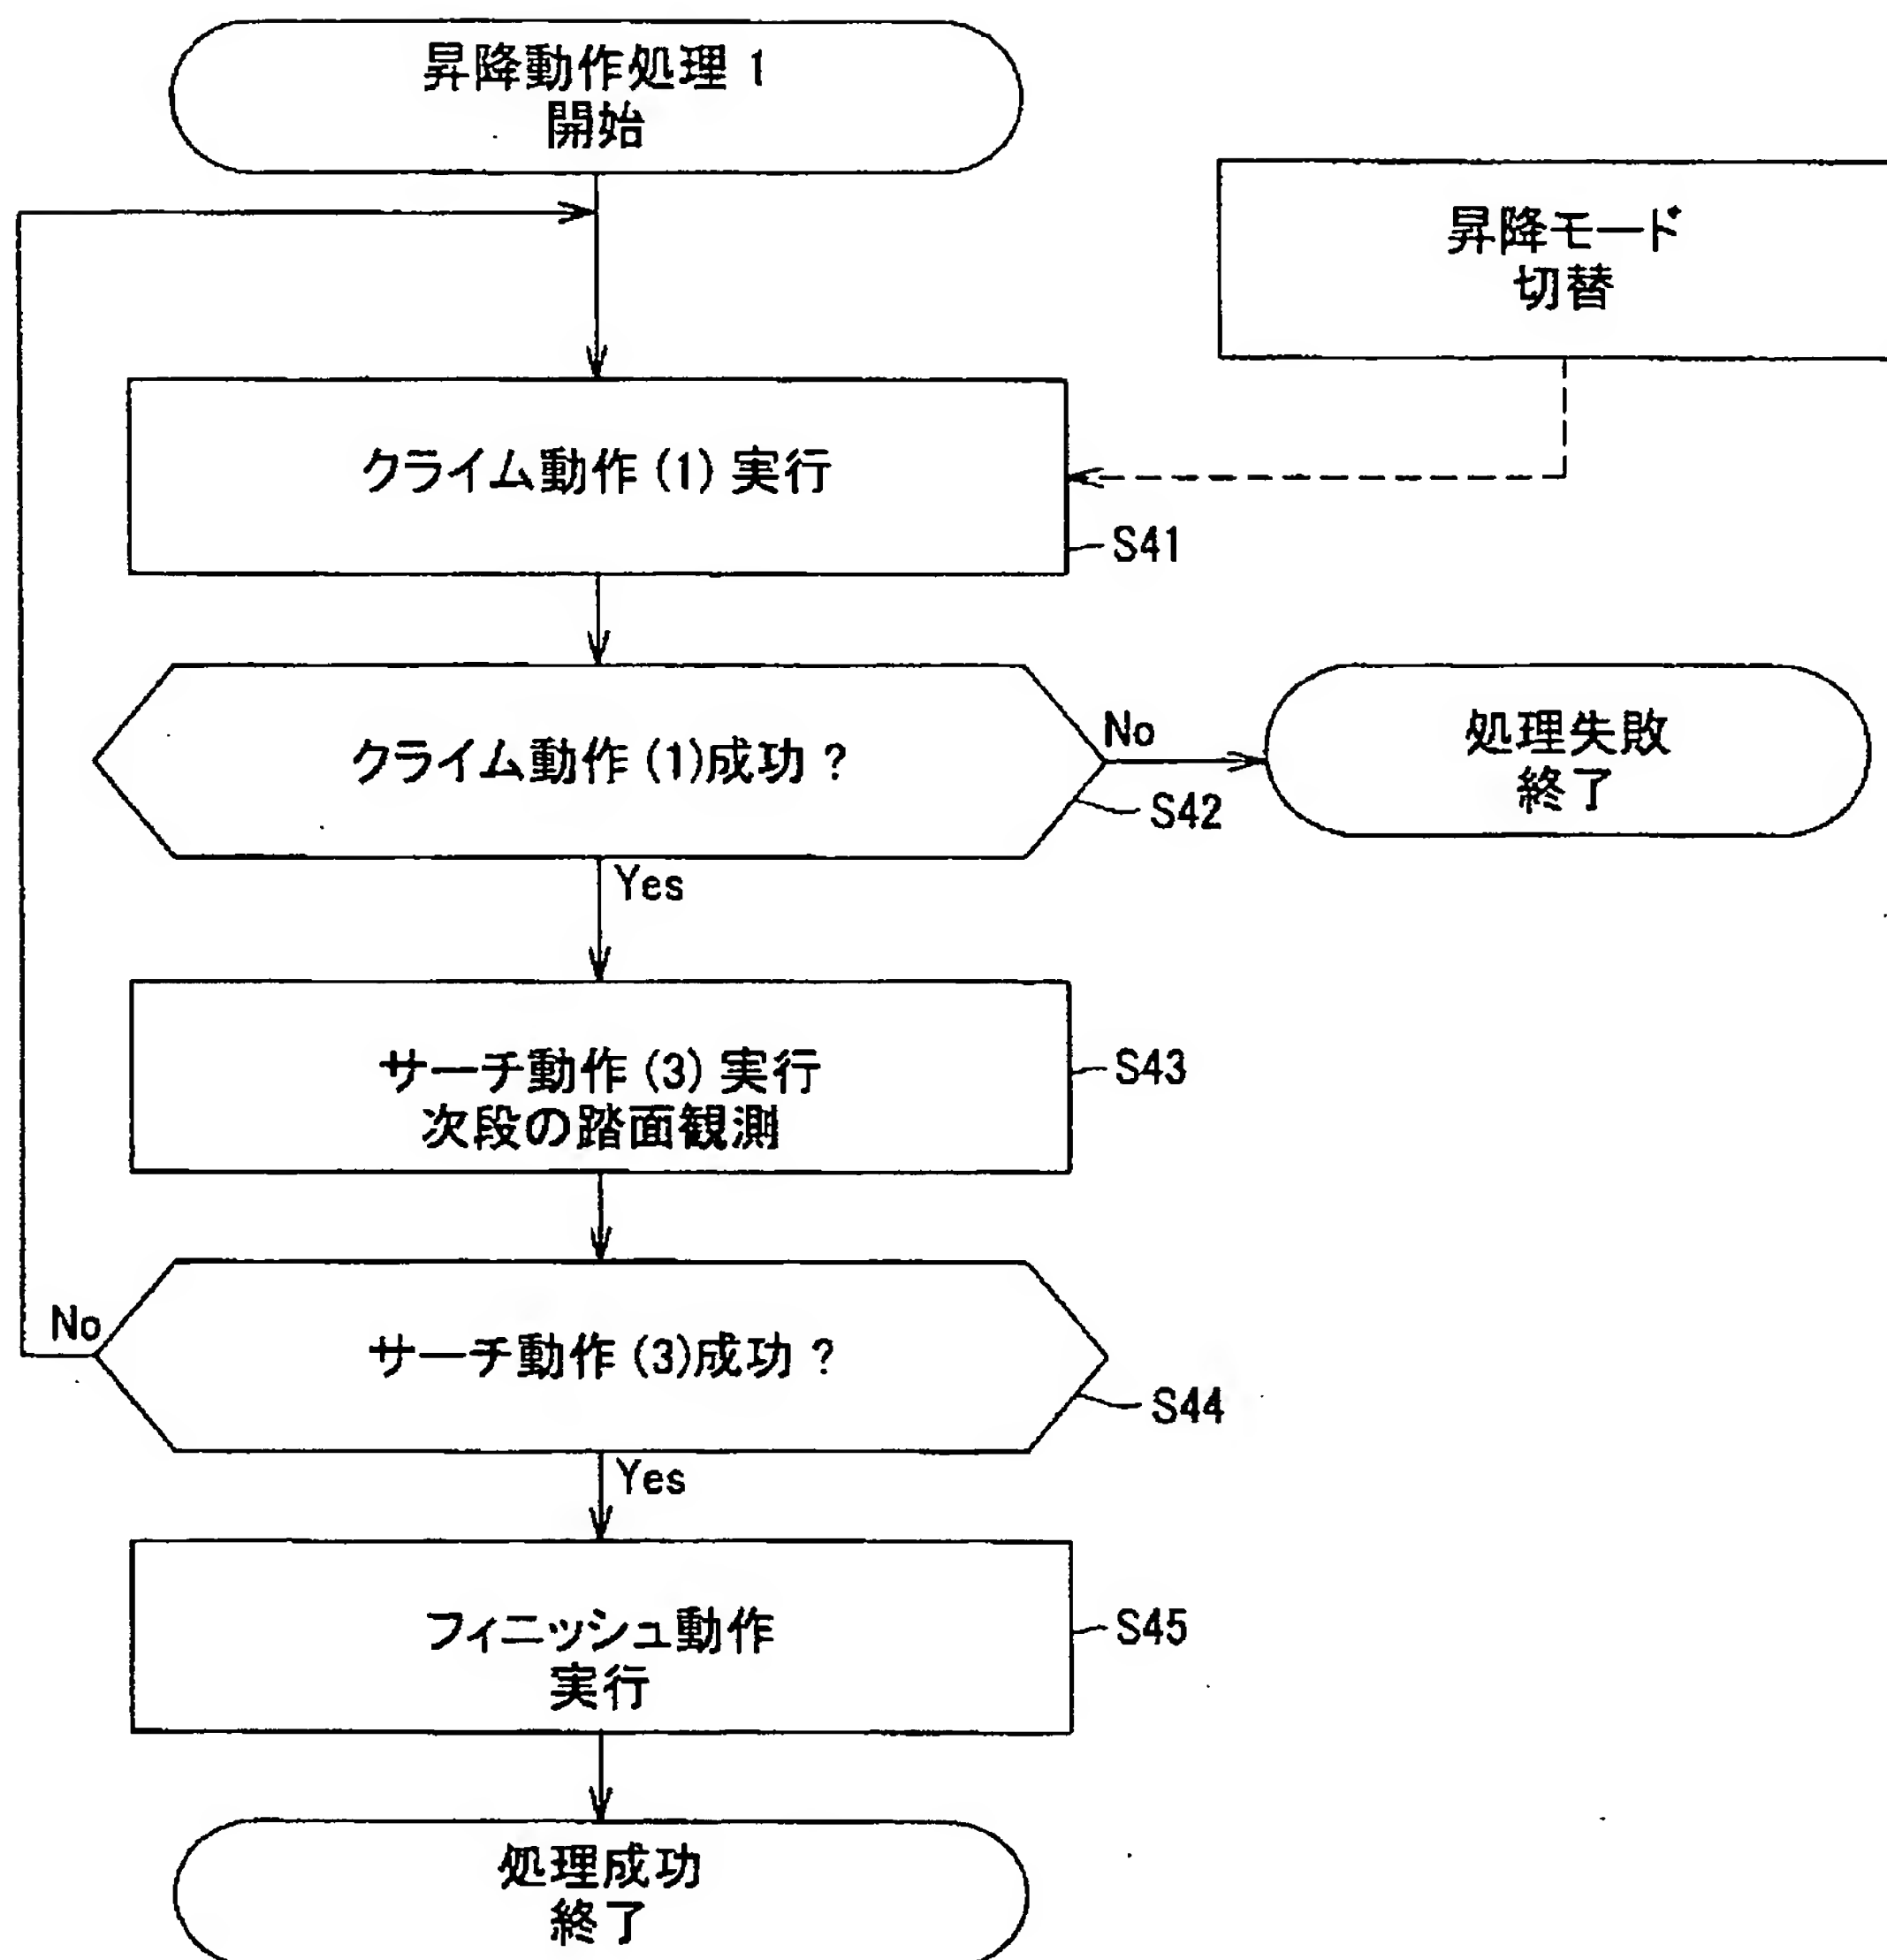 昇降動作処理 1
開始
昇降モード
切替
クライム動作 (1) 実行
S41
クライム動作 (1)成功 ?
No
S42
処理失敗
終了
Yes
サーチ動作 (3) 実行
次段の踏面観測
S43
No
サーチ動作 (3)成功 ?
S44
Yes
フィニッシュ動作
実行
S45
処理成功
終了